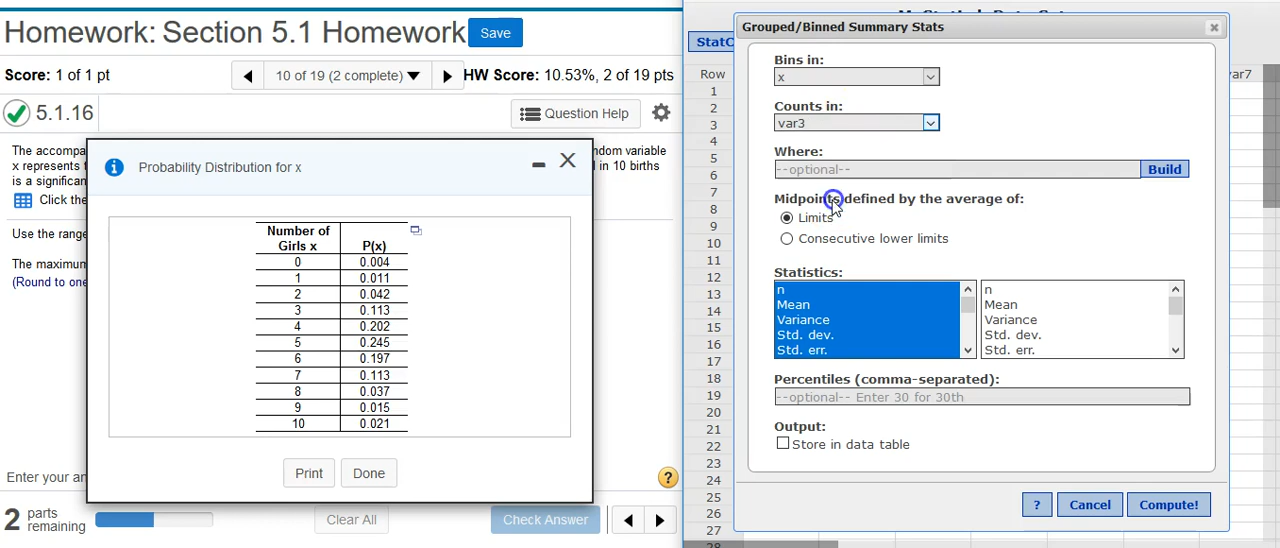 Homework: Section 5.1 Homework
Save
Score: 1 of 1 pt
10 of 19 (2 complete)
HW Score: 10.53%, 2 of 19 pts
5.1.16
Question Help
The accompa
ndom variable
x represents
l in 10 births
is a significan
Click the
Use the range
The maximum
(Round to one
Probability Distribution for x
Number of
Girls x P(x)
0 0.004
1 0.011
2 0.042
3 0.113
4 0.202
5 0.245
6 0.197
7 0.113
8 0.037
9 0.015
10 0.021
Print
Done
Enter your an
?
2 parts
remaining
Clear All
Check Answer
StatC
Row
ar7
1
2
3
4
5
6
7
8
9
10
11
12
13
14
15
16
17
18
19
20
21
22
23
24
25
26
27
28
Grouped/Binned Summary Stats
Bins in:
x
Counts in:
var3
Where:
--optional--
Build
Midpoints defined by the average of:
Limits
Consecutive lower limits
Statistics:
n
Mean
Variance
Std. dev.
Std. err.
n
Mean
Variance
Std. dev.
Std. err.
Percentiles (comma-separated):
--optional-- Enter 30 for 30th
Output:
Store in data table
?
Cancel
Compute!